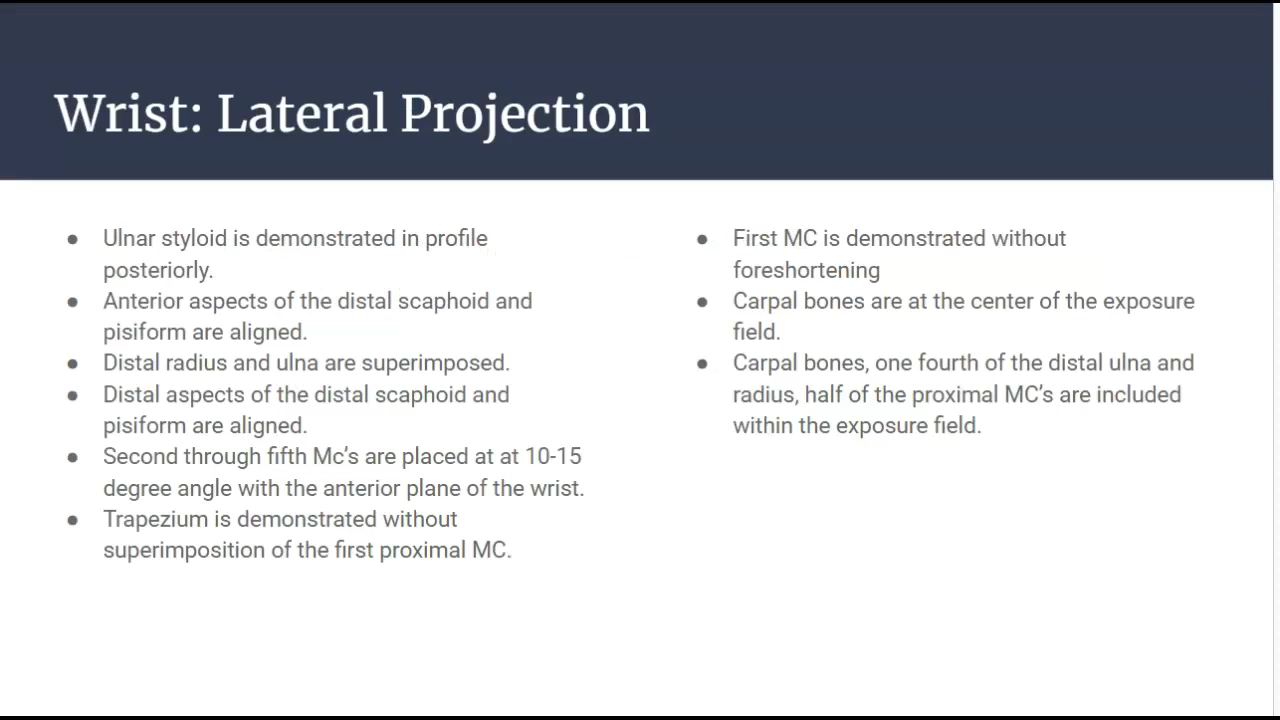 Wrist: Lateral Projection
● Ulnar styloid is demonstrated in profile
posteriorly.
● Anterior aspects of the distal scaphoid and
pisiform are aligned.
● Distal radius and ulna are superimposed.
● Distal aspects of the distal scaphoid and
pisiform are aligned.
● Second through fifth Mc's are placed at at 10-15
degree angle with the anterior plane of the wrist.
● Trapezium is demonstrated without
superimposition of the first proximal MC.
● First MC is demonstrated without
foreshortening
● Carpal bones are at the center of the exposure
field.
● Carpal bones, one fourth of the distal ulna and
radius, half of the proximal MC's are included
within the exposure field.